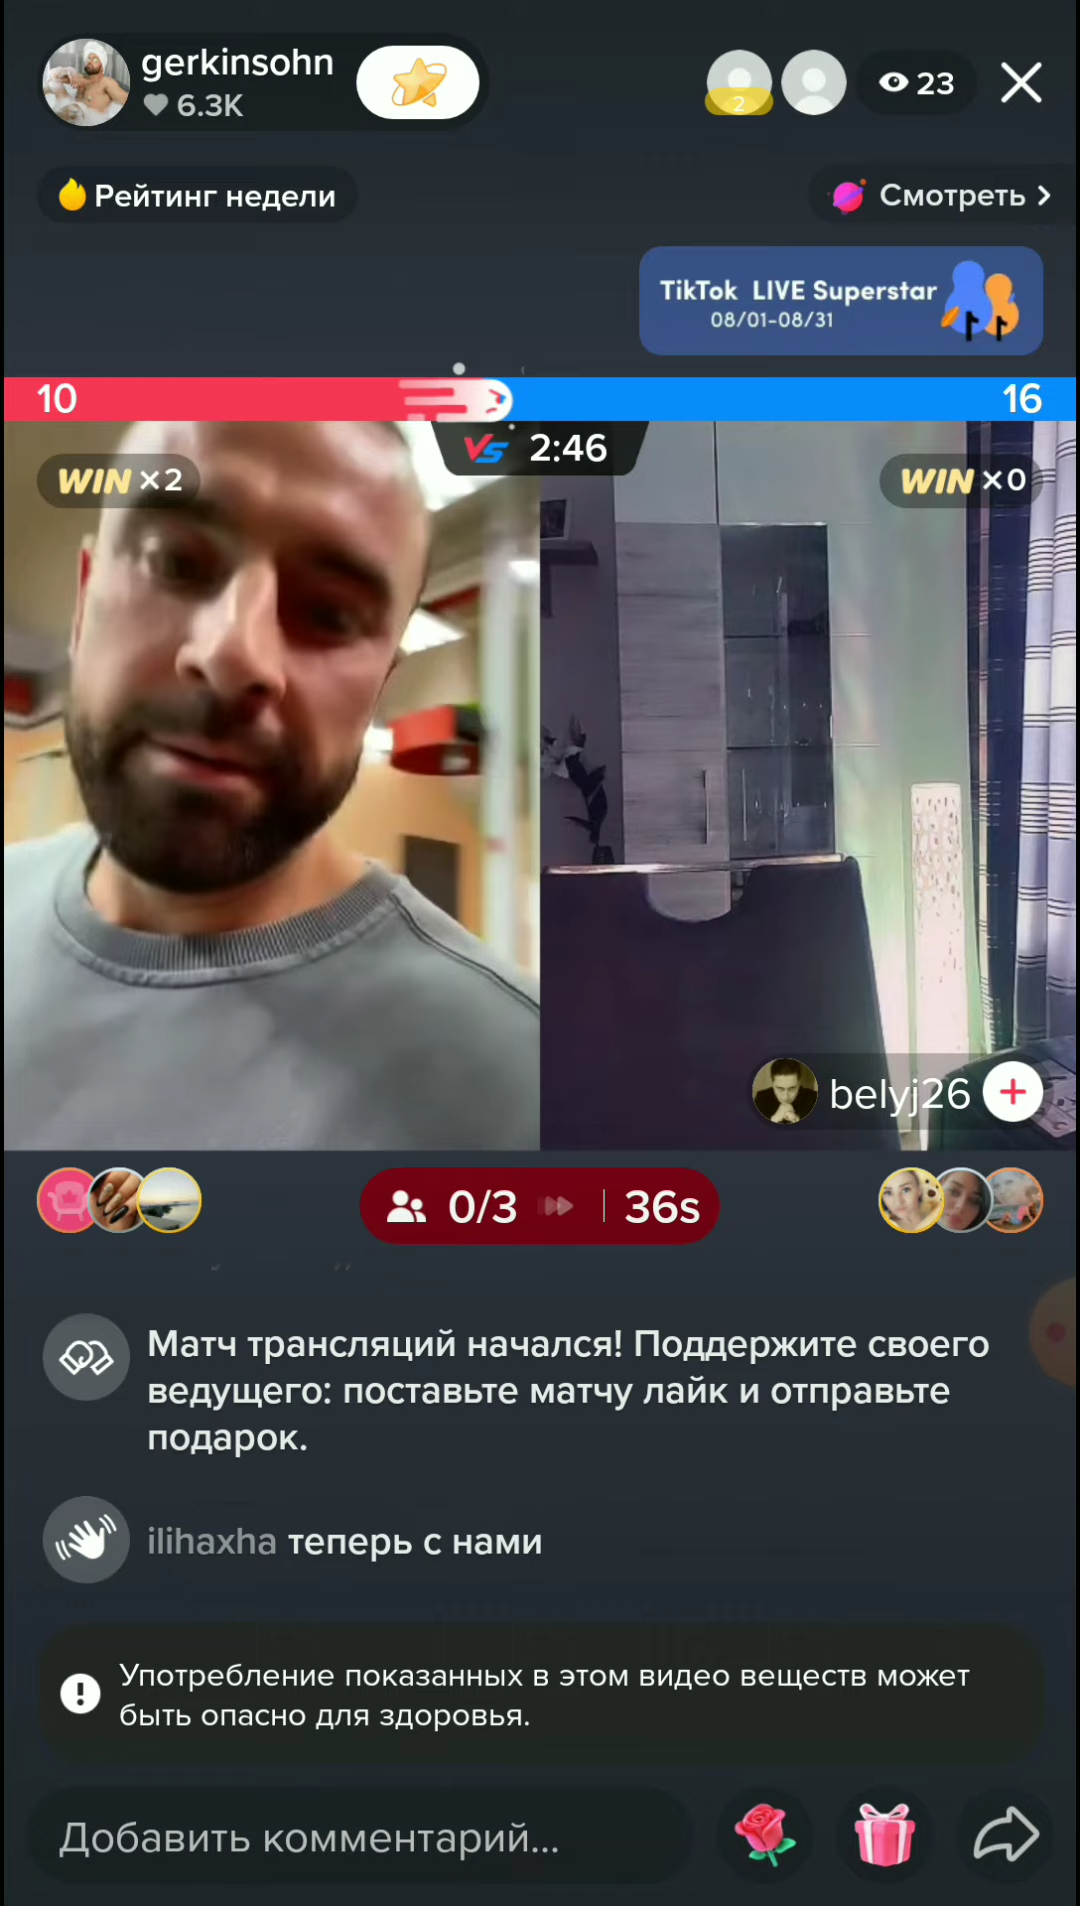 gerkinsohn
6.3K
2
23
Рейтинг недели
Смотреть
TikTok LIVE Superstar
08/01-08/31
10
16
VS 2:46
WIN ×2
WIN ×0
belyj26
0/3
36s
Матч трансляций начался! Поддержите своего
ведущего: поставьте матчу лайк и отправьте
подарок.
ilihaxha теперь с нами
Употребление показанных в этом видео веществ может
быть опасно для здоровья.
Добавить комментарий...